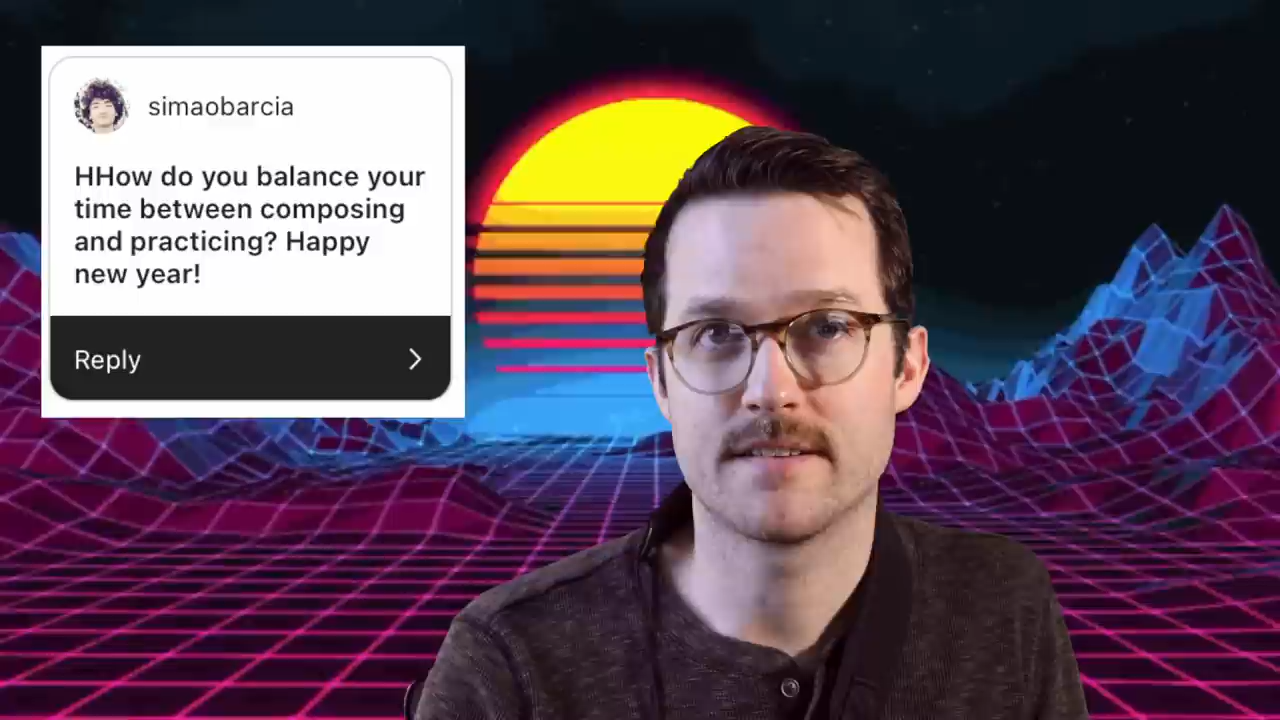 simaobarcia
HHow do you balance your
time between composing
and practicing? Happy
new year!
Reply